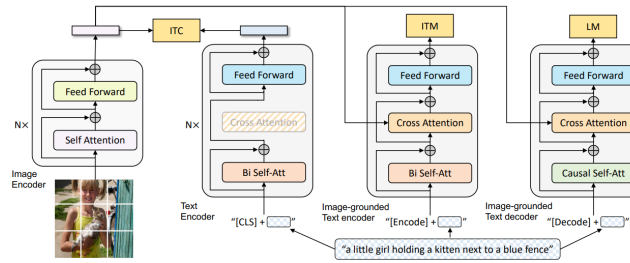 ITC
ITM
LM
Feed Forward
Self Attention
N×
Image
Encoder
Feed Forward
Cross Attention
Bi Self-Att
N×
Text
Encoder
"[CLS] + "
Feed Forward
Cross Attention
Bi Self-Att
Image-grounded
Text encoder
"[Encode] + "
Feed Forward
Cross Attention
Causal Self-Att
Image-grounded
Text decoder
"[Decode] + "
"a little girl holding a kitten next to a blue fence"